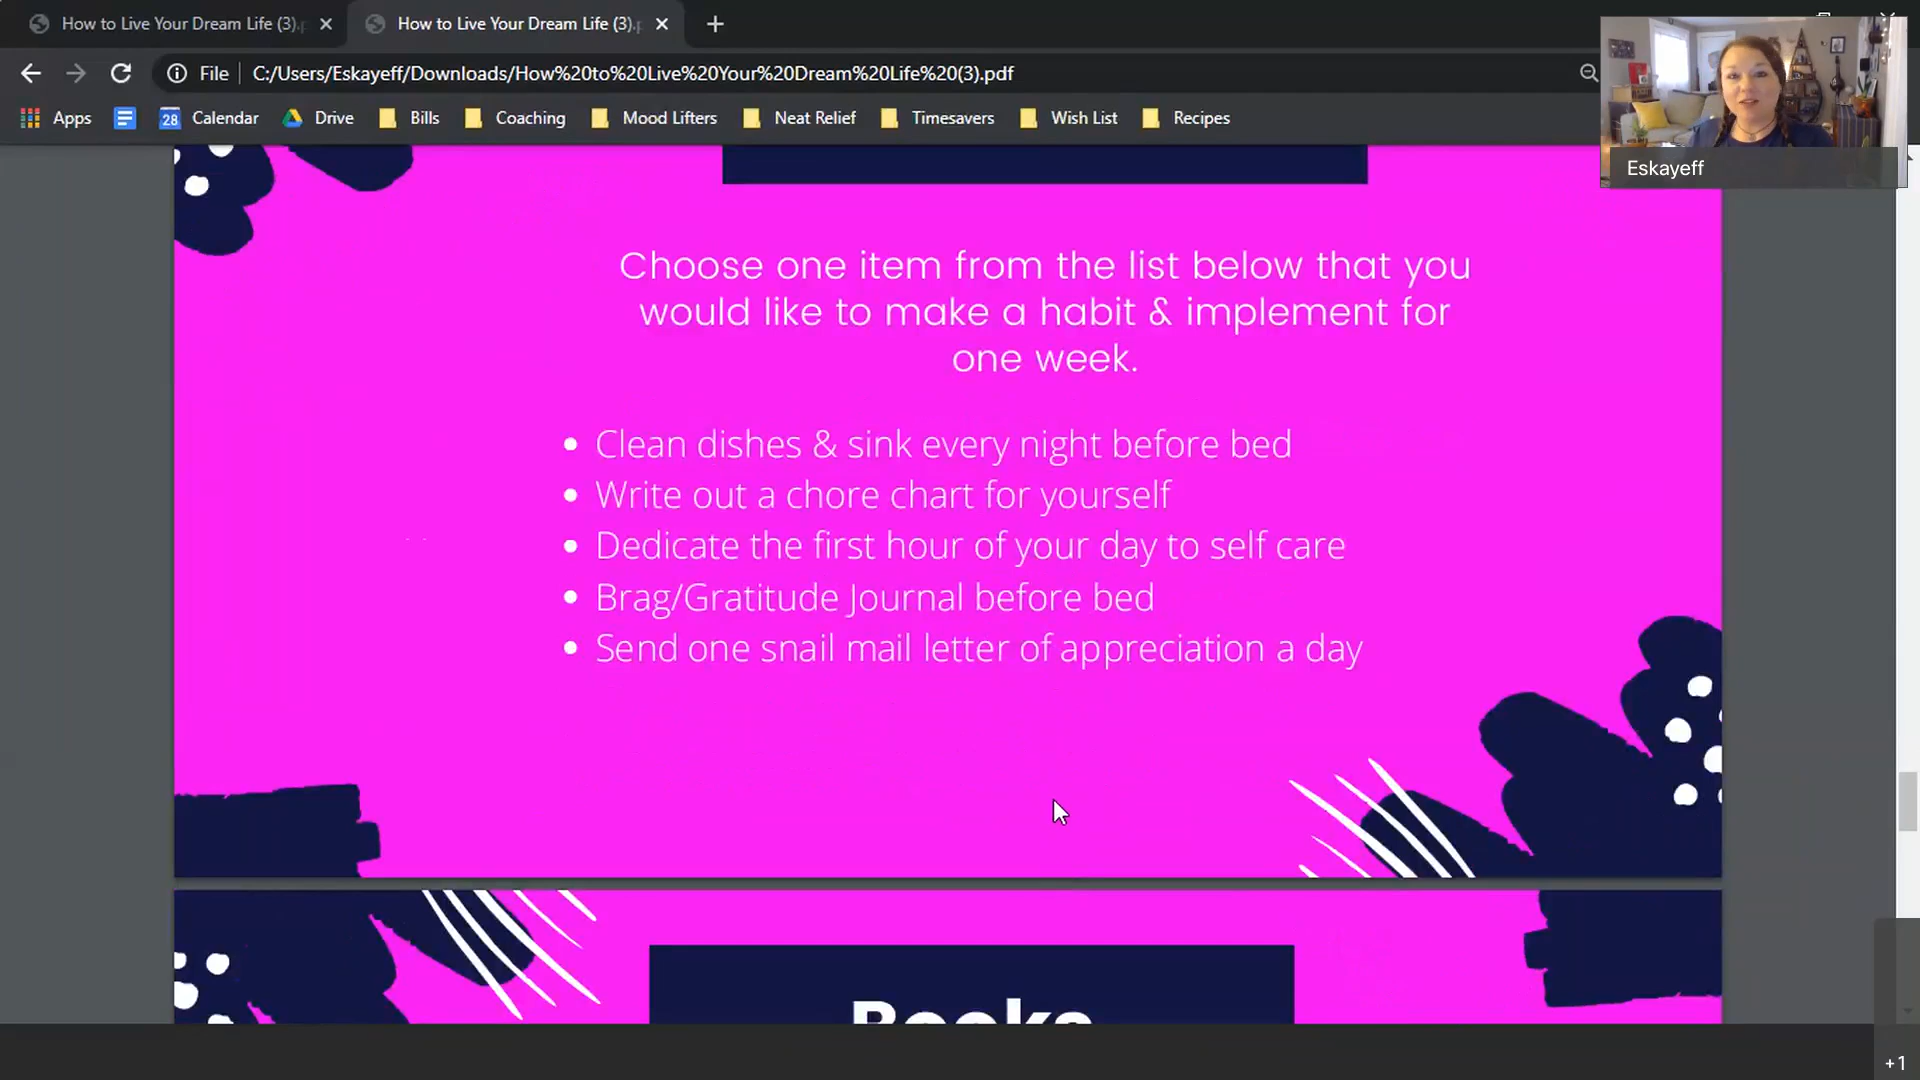 How to Live Your Dream Life (3).p
How to Live Your Dream Life (3).p
File
C:/Users/Eskayeff/Downloads/How%20to%20Live%20Your%20Dream%20Life%20(3).pdf
Apps
28
Calendar
Drive
Bills
Coaching
Mood Lifters
Neat Relief
Timesavers
Wish List
Recipes
Eskayeff
Choose one item from the list below that you
would like to make a habit & implement for
one week.
• Clean dishes & sink every night before bed
• Write out a chore chart for yourself
• Dedicate the first hour of your day to self care
• Brag/Gratitude Journal before bed
• Send one snail mail letter of appreciation a day
Books
+1